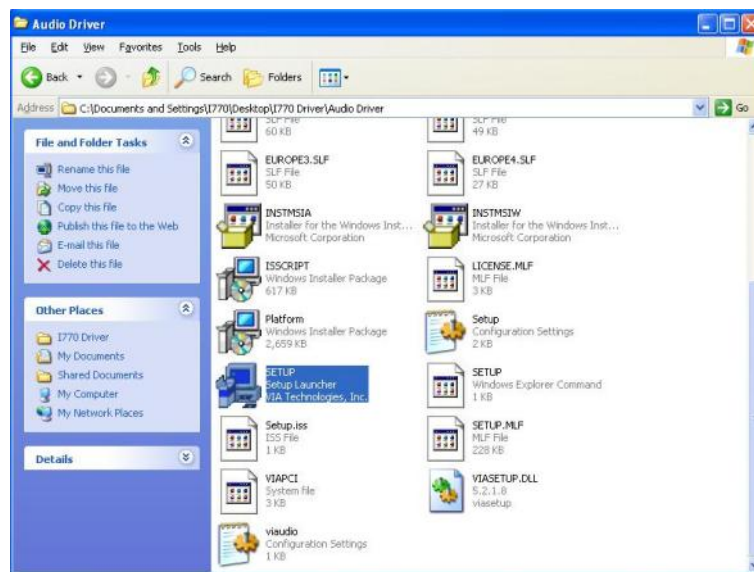 Audio Driver
File Edit View Favorites Tools Help
Back Search Folders
Address C:\Documents and Settings\I770\Desktop\I770 Driver\Audio Driver Go
File and Folder Tasks
Rename this file
Move this file
Copy this file
Publish this file to the Web
E-mail this file
Delete this file
Other Places
I770 Driver
My Documents
Shared Documents
My Computer
My Network Places
Details
SLF File
60 KB
SLF File
49 KB
EUROPE3.SLF
SLF File
50 KB
EUROPE4.SLF
SLF File
27 KB
INSTMSIA
Installer for the Windows Inst...
Microsoft Corporation
INSTMSIW
Installer for the Windows Inst...
Microsoft Corporation
ISSCRIPT
Windows Installer Package
617 KB
LICENSE.MLF
MLF File
3 KB
Platform
Windows Installer Package
2,659 KB
Setup
Configuration Settings
2 KB
SETUP
Setup Launcher
VIA Technologies, Inc.
SETUP
Windows Explorer Command
1 KB
Setup.iss
ISS File
1 KB
SETUP.MLF
MLF File
228 KB
VIAPCI
System file
3 KB
VIASETUP.DLL
5.2.1.8
viasetup
viaudio
Configuration Settings
1 KB